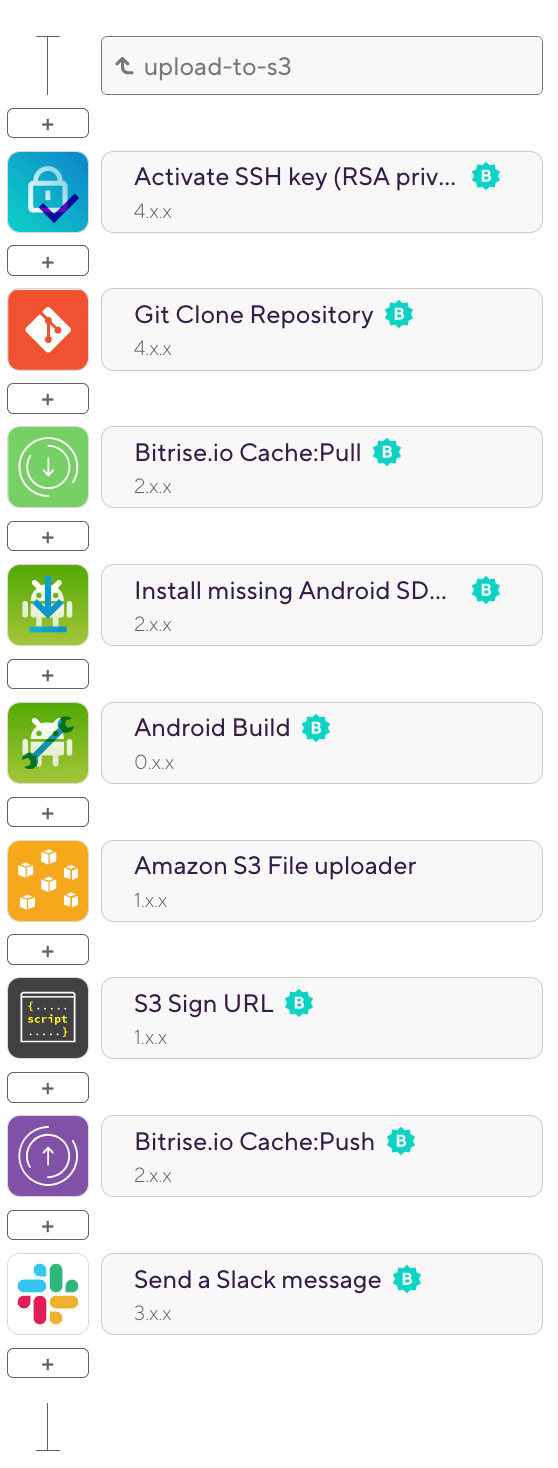 upload-to-s3
+
Activate SSH key (RSA priv...
B
4.x.x
+
Git Clone Repository
B
4.x.x
+
Bitrise.io Cache:Pull
B
2.x.x
+
Install missing Android SD...
B
2.x.x
+
Android Build
B
0.x.x
+
Amazon S3 File uploader
1.x.x
+
{.....
script
.....}
S3 Sign URL
B
1.x.x
+
Bitrise.io Cache:Push
B
2.x.x
+
Send a Slack message
B
3.x.x
+